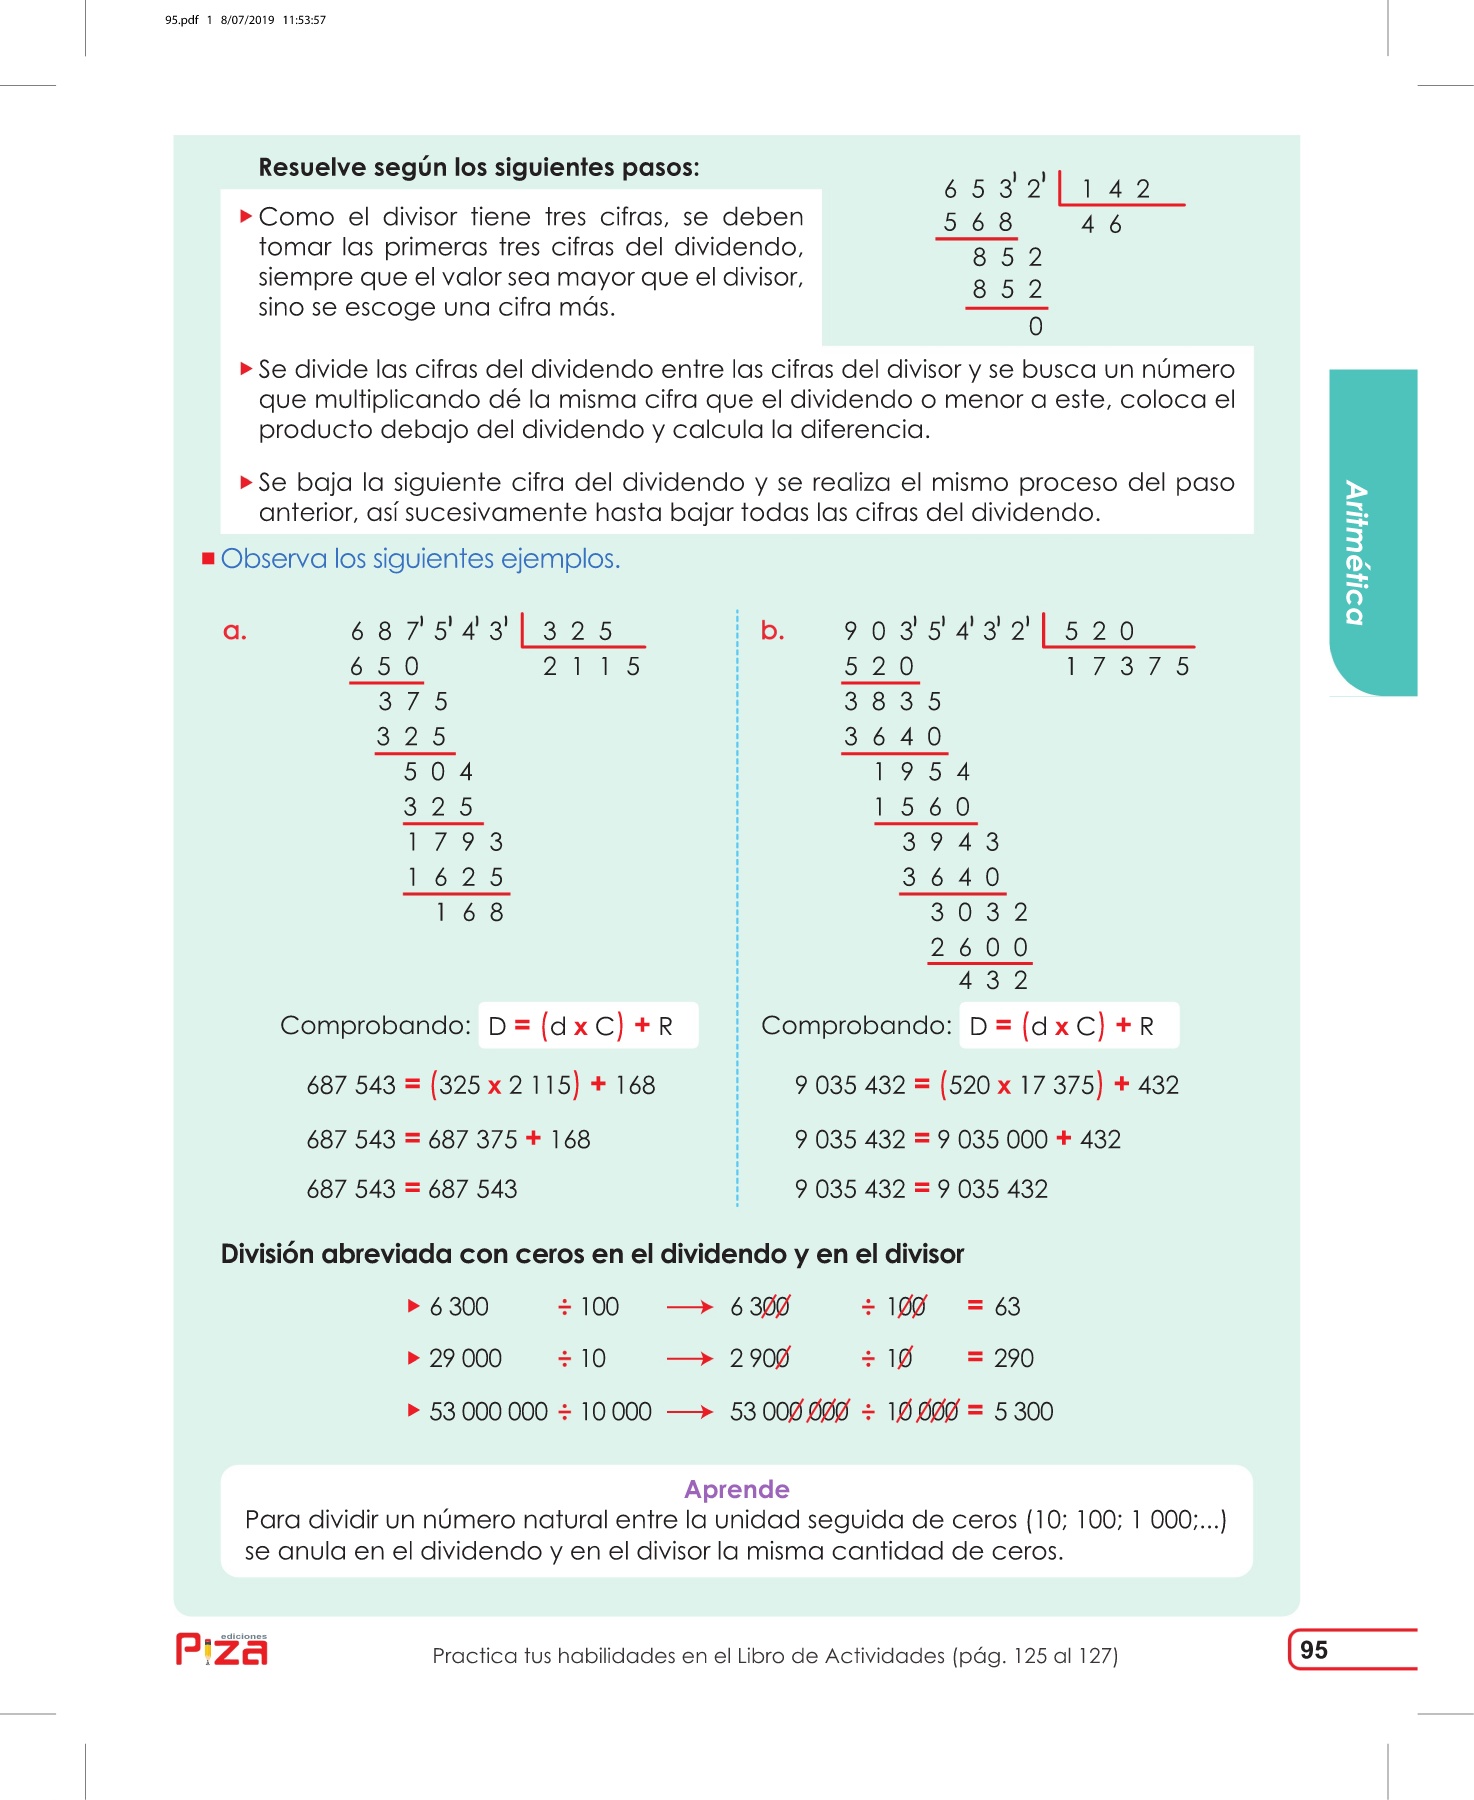 95.pdf 1 8/07/2019 11:53:57
Resuelve según los siguientes pasos:
Como el divisor tiene tres cifras, se deben
tomar las primeras tres cifras del dividendo,
siempre que el valor sea mayor que el divisor,
sino se escoge una cifra más.
6 5 3' 2' 1 4 2
5 6 8 4 6
8 5 2
8 5 2
0
Se divide las cifras del dividendo entre las cifras del divisor y se busca un número
que multiplicando dé la misma cifra que el dividendo o menor a este, coloca el
producto debajo del dividendo y calcula la diferencia.
Se baja la siguiente cifra del dividendo y se realiza el mismo proceso del paso
anterior, así sucesivamente hasta bajar todas las cifras del dividendo.
Observa los siguientes ejemplos.
a. 6 8 7' 5' 4' 3' 3 2 5
6 5 0 2 1 1 5
3 7 5
3 2 5
5 0 4
3 2 5
1 7 9 3
1 6 2 5
1 6 8
Comprobando: D = (d x C) + R
687 543 = (325 x 2 115) + 168
687 543 = 687 375 + 168
687 543 = 687 543
b. 9 0 3' 5' 4' 3' 2' 5 2 0
5 2 0 1 7 3 7 5
3 8 3 5
3 6 4 0
1 9 5 4
1 5 6 0
3 9 4 3
3 6 4 0
3 0 3 2
2 6 0 0
4 3 2
Comprobando: D = (d x C) + R
9 035 432 = (520 x 17 375) + 432
9 035 432 = 9 035 000 + 432
9 035 432 = 9 035 432
División abreviada con ceros en el dividendo y en el divisor
6 300 ÷ 100 → 6 300 ÷ 100 = 63
29 000 ÷ 10 → 2 900 ÷ 10 = 290
53 000 000 ÷ 10 000 → 53 000 000 ÷ 10 000 = 5 300
Aprende
Para dividir un número natural entre la unidad seguida de ceros (10; 100; 1 000;...)
se anula en el dividendo y en el divisor la misma cantidad de ceros.
Aritmética
ediciones
Piza
Practica tus habilidades en el Libro de Actividades (pág. 125 al 127)
95